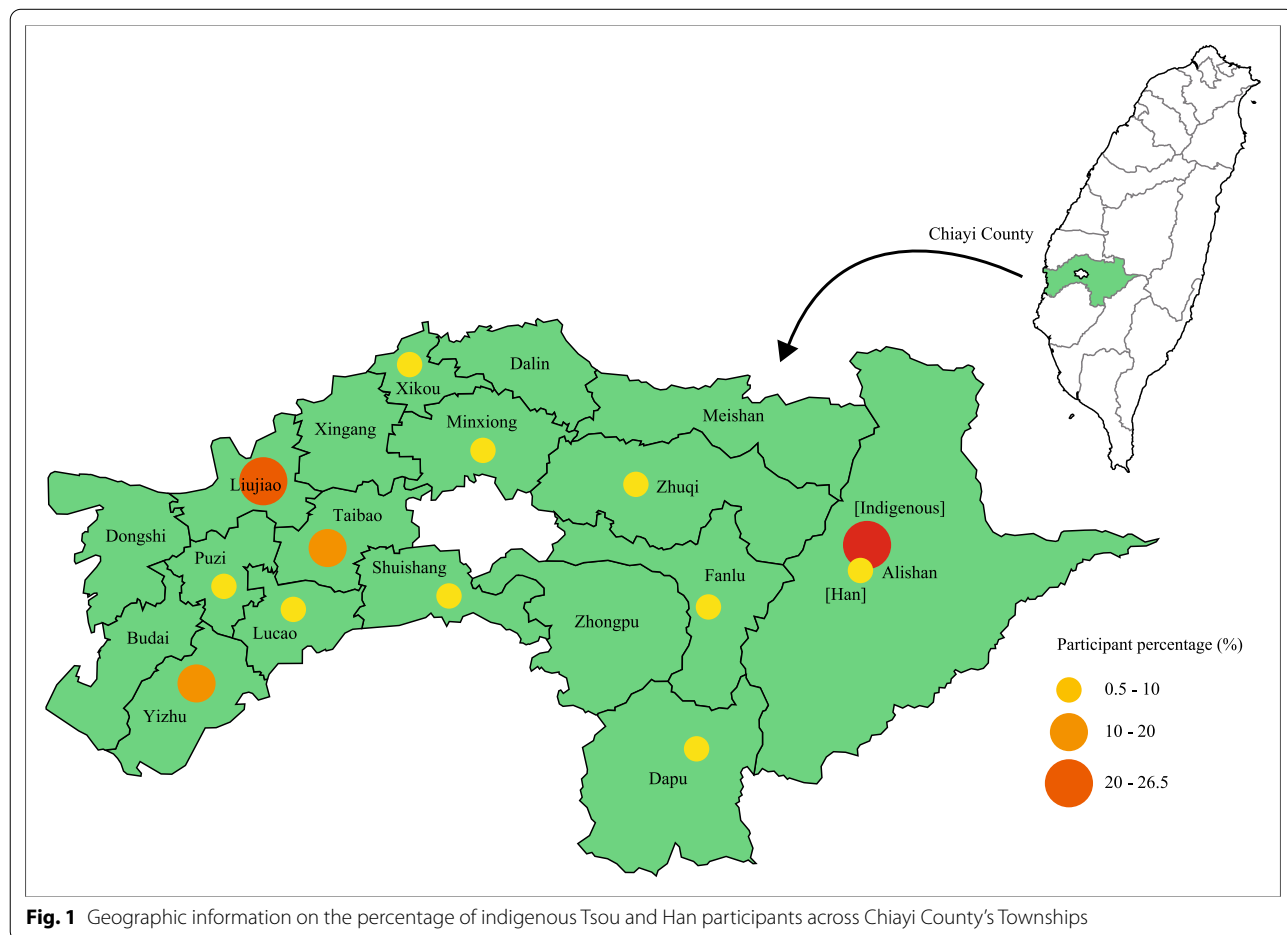 Chiayi County
Dalin
Xikou
Meishan
Minxiong
Xingang
Zhuqi
Liujiao
[Indigenous]
Taibao
Dongshi
Puzi
Shuishang
Fanlu
Alishan
[Han]
Zhongpu
Lucao
Budai
Yizhu
Dapu
Participant percentage (%)
0.5 - 10
10 - 20
20 - 26.5
Fig. 1 Geographic information on the percentage of indigenous Tsou and Han participants across Chiayi County's Townships